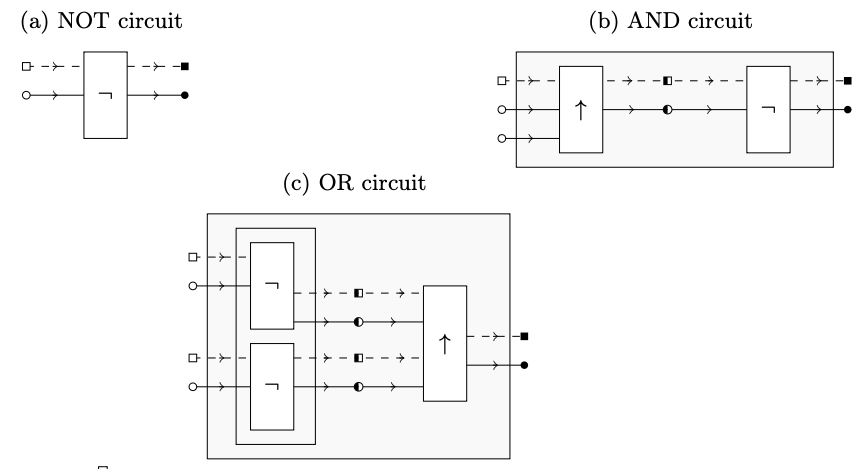 (a) NOT circuit
(b) AND circuit
¬
↑
¬
(c) OR circuit
¬
¬
↑